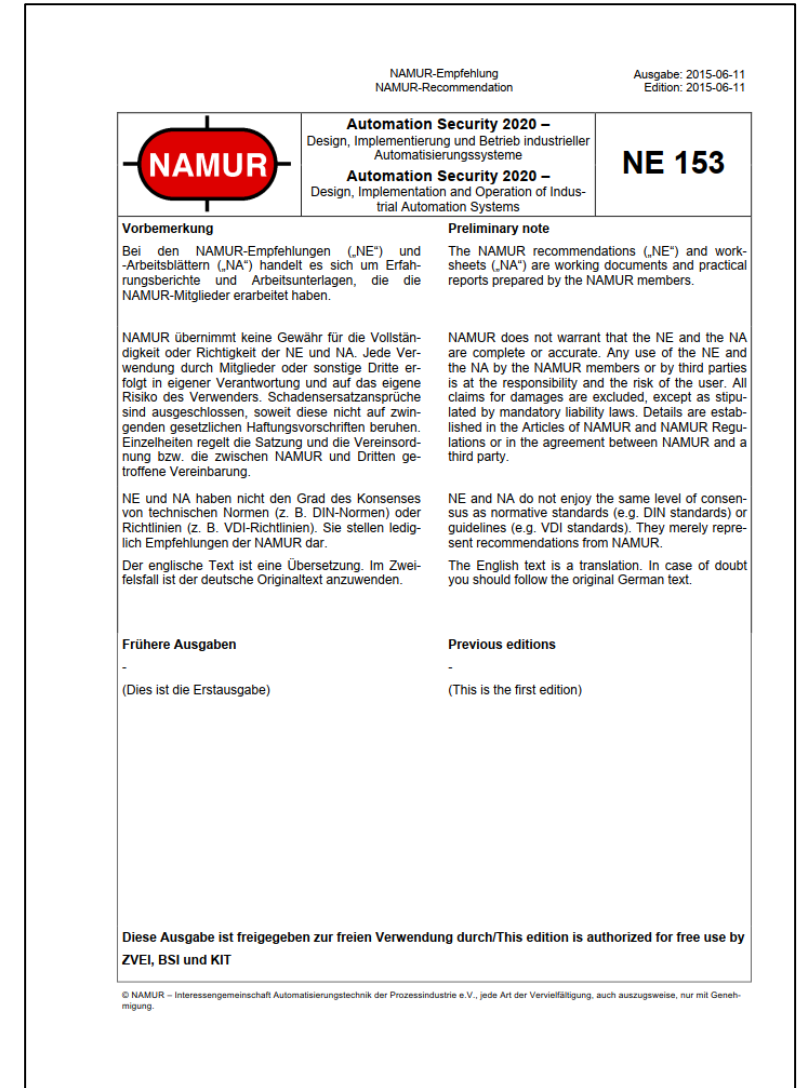 NAMUR-Empfehlung
NAMUR-Recommendation
Ausgabe: 2015-06-11
Edition: 2015-06-11
NAMUR
Automation Security 2020 –
Design, Implementierung und Betrieb industrieller
Automatisierungssysteme
Automation Security 2020 –
Design, Implementation and Operation of Indus-
trial Automation Systems
NE 153
Vorbemerkung
Bei den NAMUR-Empfehlungen („NE“) und
-Arbeitsblättern („NA“) handelt es sich um Erfah-
rungsberichte und Arbeitsunterlagen, die die
NAMUR-Mitglieder erarbeitet haben.
NAMUR übernimmt keine Gewähr für die Vollstän-
digkeit oder Richtigkeit der NE und NA. Jede Ver-
wendung durch Mitglieder oder sonstige Dritte er-
folgt in eigener Verantwortung und auf das eigene
Risiko des Verwenders. Schadensersatzansprüche
sind ausgeschlossen, soweit diese nicht auf zwin-
genden gesetzlichen Haftungsvorschriften beruhen.
Einzelheiten regelt die Satzung und die Vereinsord-
nung bzw. die zwischen NAMUR und Dritten ge-
troffene Vereinbarung.
NE und NA haben nicht den Grad des Konsenses
von technischen Normen (z. B. DIN-Normen) oder
Richtlinien (z. B. VDI-Richtlinien). Sie stellen ledig-
lich Empfehlungen der NAMUR dar.
Der englische Text ist eine Übersetzung. Im Zwei-
felsfall ist der deutsche Originaltext anzuwenden.
Preliminary note
The NAMUR recommendations („NE“) and work-
sheets („NA“) are working documents and practical
reports prepared by the NAMUR members.
NAMUR does not warrant that the NE and the NA
are complete or accurate. Any use of the NE and
the NA by the NAMUR members or by third parties
is at the responsibility and the risk of the user. All
claims for damages are excluded, except as stipu-
lated by mandatory liability laws. Details are estab-
lished in the Articles of NAMUR and NAMUR Regu-
lations or in the agreement between NAMUR and a
third party.
NE and NA do not enjoy the same level of consen-
sus as normative standards (e.g. DIN standards) or
guidelines (e.g. VDI standards). They merely repre-
sent recommendations from NAMUR.
The English text is a translation. In case of doubt
you should follow the original German text.
Frühere Ausgaben
-
(Dies ist die Erstausgabe)
Previous editions
-
(This is the first edition)
Diese Ausgabe ist freigegeben zur freien Verwendung durch/This edition is authorized for free use by
ZVEI, BSI und KIT
© NAMUR – Interessengemeinschaft Automatisierungstechnik der Prozessindustrie e.V., jede Art der Vervielfältigung, auch auszugsweise, nur mit Geneh-
migung.